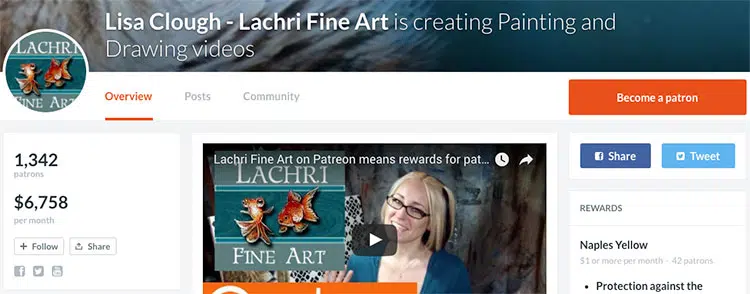 Lisa Clough - Lachri Fine Art is creating Painting and
Drawing videos
LACHRI
FINE ART
Overview
Posts
Community
Become a patron
1,342
patrons
$6,758
per month
+ Follow
Share
Lachri Fine Art on Patreon means rewards for pat...
LACHRI
FINE ART
Share
Tweet
REWARDS
Naples Yellow
$1 or more per month · 42 patrons
• Protection against the